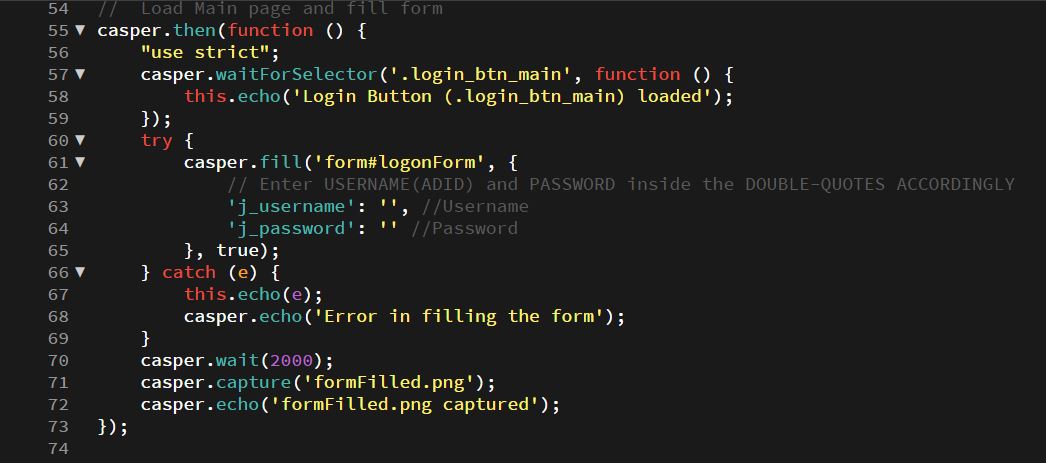 54 //  Load Main page and fill form
55 ▼ casper.then(function () {
56     "use strict";
57 ▼     casper.waitForSelector('.login_btn_main', function () {
58         this.echo('Login Button (.login_btn_main) loaded');
59     });
60 ▼     try {
61 ▼         casper.fill('form#logonForm', {
62             // Enter USERNAME(ADID) and PASSWORD inside the DOUBLE-QUOTES ACCORDINGLY
63             'j_username': '', //Username
64             'j_password': '' //Password
65         }, true);
66 ▼     } catch (e) {
67         this.echo(e);
68         casper.echo('Error in filling the form');
69     }
70     casper.wait(2000);
71     casper.capture('formFilled.png');
72     casper.echo('formFilled.png captured');
73 });
74